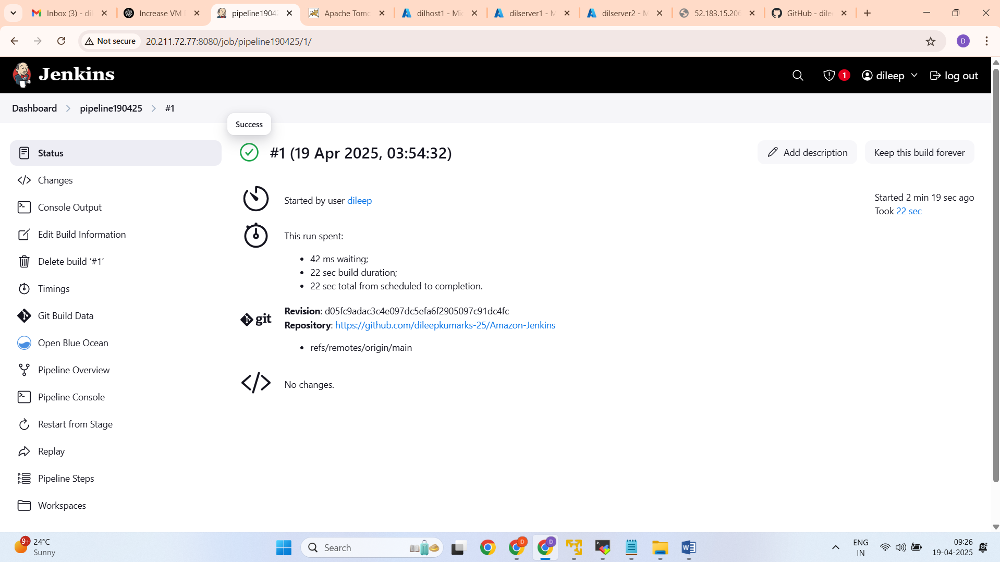 Inbox (3) - dil
Increase VM
pipeline19042
Apache Tomc
dilhost1 - Mic
dilserver1 - M
dilserver2 - M
52.183.15.206
GitHub - dile
Not secure
20.211.72.77:8080/job/pipeline190425/1/
D
Jenkins
1
dileep
log out
Dashboard
pipeline190425
#1
Success
Status
Changes
Console Output
Edit Build Information
Delete build ‘#1’
Timings
Git Build Data
Open Blue Ocean
Pipeline Overview
Pipeline Console
Restart from Stage
Replay
Pipeline Steps
Workspaces
#1 (19 Apr 2025, 03:54:32)
Add description
Keep this build forever
Started by user dileep
Started 2 min 19 sec ago
Took 22 sec
This run spent:
• 42 ms waiting;
• 22 sec build duration;
• 22 sec total from scheduled to completion.
git
Revision: d05fc9adac3c4e097dc5efa6f2905097c91dc4fc
Repository: https://github.com/dileepkumarks-25/Amazon-Jenkins
• refs/remotes/origin/main
No changes.
9+
24°C
Sunny
Search
D
D
W
ENG
IN
09:26
19-04-2025